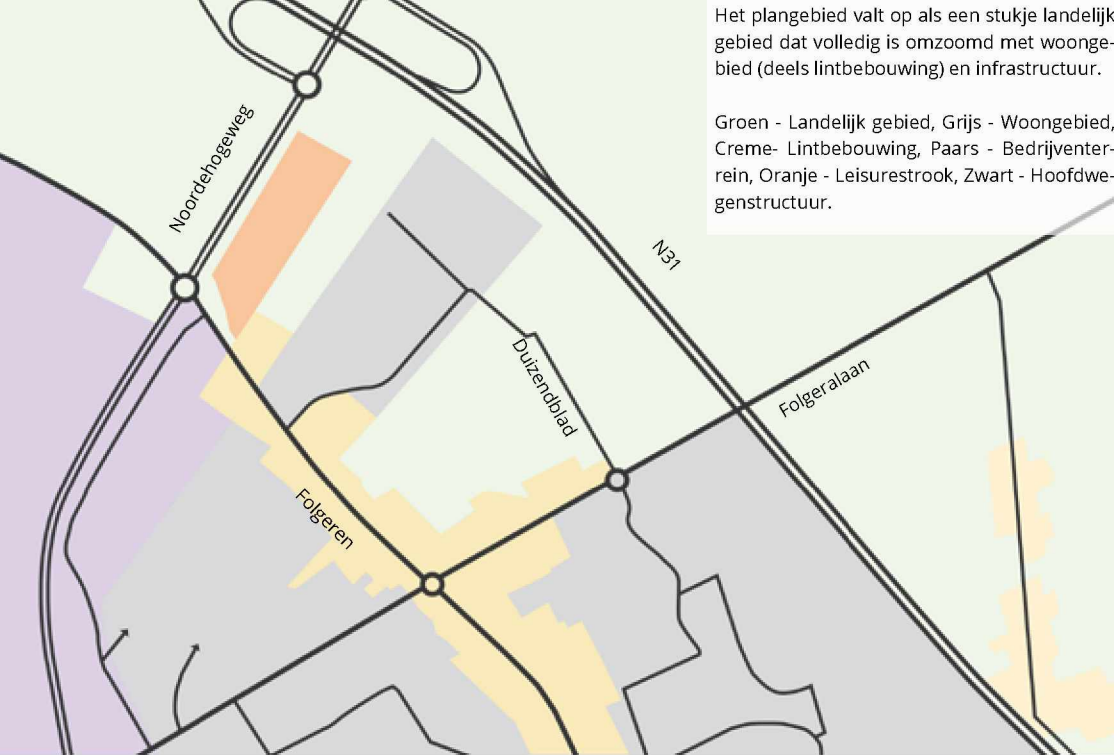 Het plangebied valt op als een stukje landelijk
gebied dat volledig is omzoomd met woonge-
bied (deels lintbebouwing) en infrastructuur.
Groen - Landelijk gebied, Grijs - Woongebied,
Creme- Lintbebouwing, Paars - Bedrijventer-
rein, Oranje - Leisurestrook, Zwart - Hoofdwe-
genstructuur.
Noordehogeweg
N31
Duizendblad
Folgeralaan
Folgeren